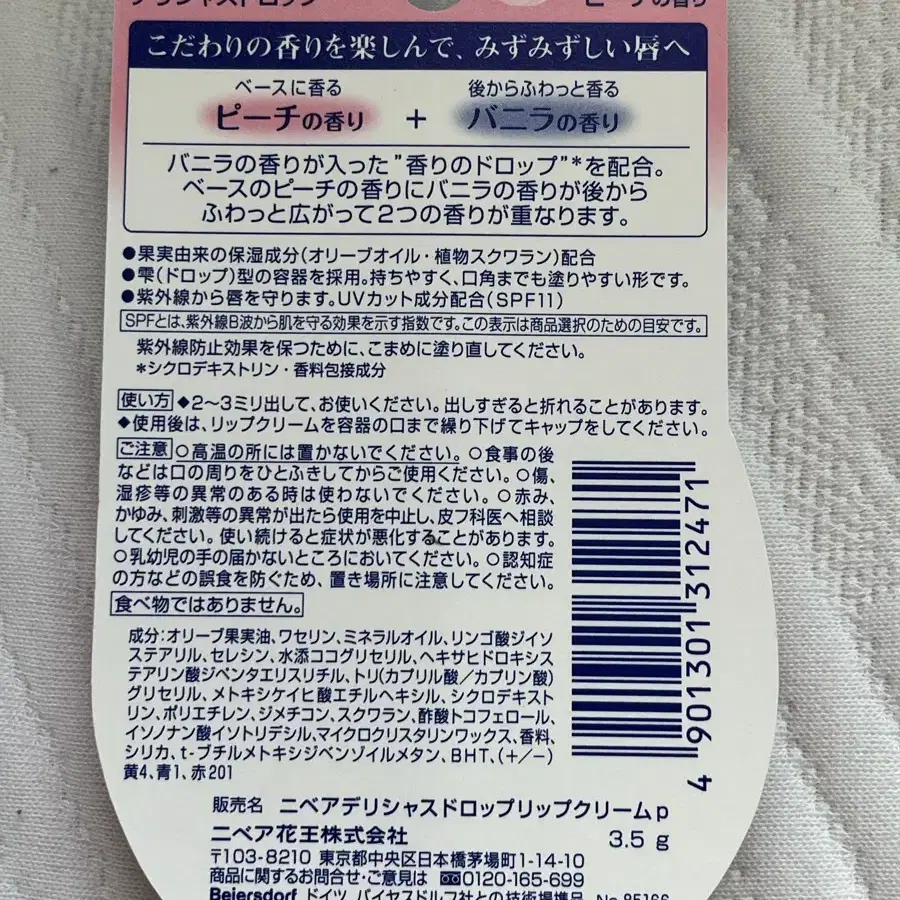 デリシャスドロップ ピーチの香り
こだわりの香りを楽しんで、みずみずしい唇へ
ベースに香る 後からふわっと香る
ピーチの香り + バニラの香り
バニラの香りが入った"香りのドロップ"*を配合。
ベースのピーチの香りにバニラの香りが後から
ふわっと広がって2つの香りが重なります。
●果実由来の保湿成分(オリーブオイル・植物スクワラン)配合
●雫(ドロップ)型の容器を採用。持ちやすく、口角までも塗りやすい形です。
●紫外線から唇を守ります。UVカット成分配合(SPF11)
SPFとは、紫外線B波から肌を守る効果を示す指数です。この表示は商品選択のための目安です。
紫外線防止効果を保つために、こまめに塗り直してください。
*シクロデキストリン・香料包接成分
使い方 ◆2〜3ミリ出して、お使いください。出しすぎると折れることがあります。
◆使用後は、リップクリームを容器の口まで繰り下げてキャップをしてください。
ご注意 ○高温の所には置かないでください。○食事の後
などは口の周りをひとふきしてからご使用ください。○傷、
湿疹等の異常のある時は使わないでください。○赤み、
かゆみ、刺激等の異常が出たら使用を中止し、皮フ科医へ相談
してください。使い続けると症状が悪化することがあります。
○乳幼児の手の届かないところにおいてください。○認知症
の方などの誤食を防ぐため、置き場所に注意してください。
食べ物ではありません。
成分:オリーブ果実油、ワセリン、ミネラルオイル、リンゴ酸ジイソ
ステアリル、セレシン、水添ココグリセリル、ヘキサヒドロキシス
テアリン酸ジペンタエリスリチル、トリ(カプリル酸/カプリン酸)
グリセリル、メトキシケイヒ酸エチルヘキシル、シクロデキスト
リン、ポリエチレン、ジメチコン、スクワラン、酢酸トコフェロール、
イソノナン酸イソトリデシル、マイクロクリスタリンワックス、香料、
シリカ、t-ブチルメトキシジベンゾイルメタン、BHT、(+/-)
黄4、青1、赤201
4 901301 312471
販売名 ニベアデリシャスドロップリップクリームp
ニベア花王株式会社 3.5g
〒103-8210 東京都中央区日本橋茅場町1-14-10
商品に関するお問合せ・ご意見は 0120-165-699
Beiersdorf ドイツ バイヤスドルフ社との技術提携品 No.85166